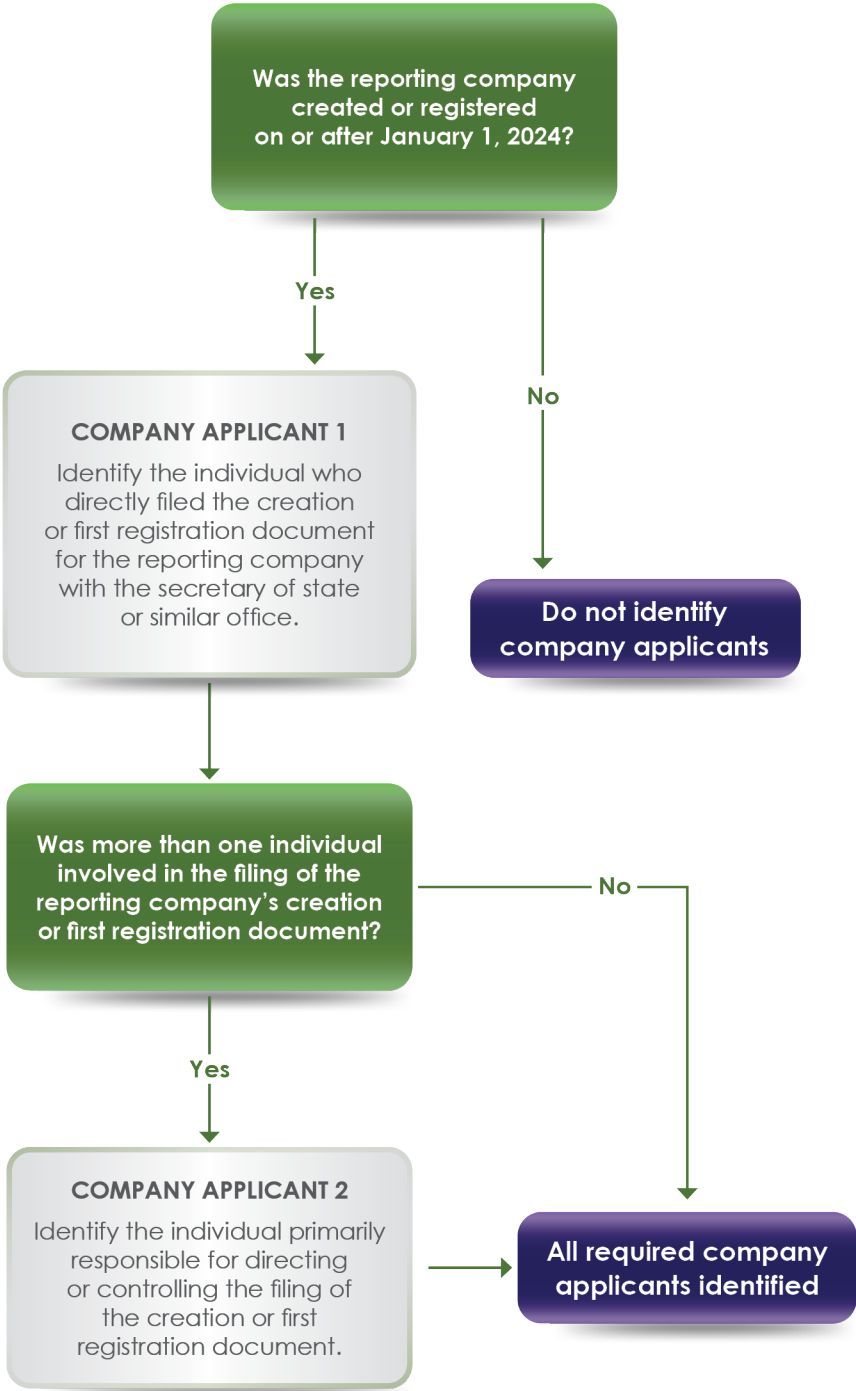 Was the reporting company
created or registered
on or after January 1, 2024?
Yes
No
COMPANY APPLICANT 1
Identify the individual who
directly filed the creation
or first registration document
for the reporting company
with the secretary of state
or similar office.
Do not identify
company applicants
Was more than one individual
involved in the filing of the
reporting company’s creation
or first registration document?
No
Yes
COMPANY APPLICANT 2
Identify the individual primarily
responsible for directing
or controlling the filing of
the creation or first
registration document.
All required company
applicants identified